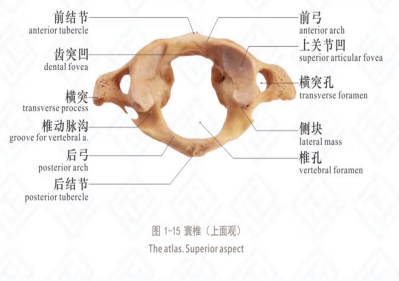 前结节
anterior tubercle
齿突凹
dental fovea
横突
transverse process
椎动脉沟
groove for vertebral a.
后弓
posterior arch
后结节
posterior tubercle
前弓
anterior arch
上关节凹
superior articular fovea
横突孔
transverse foramen
侧块
lateral mass
椎孔
vertebral foramen
图 1-15 寰椎（上面观）
The atlas. Superior aspect